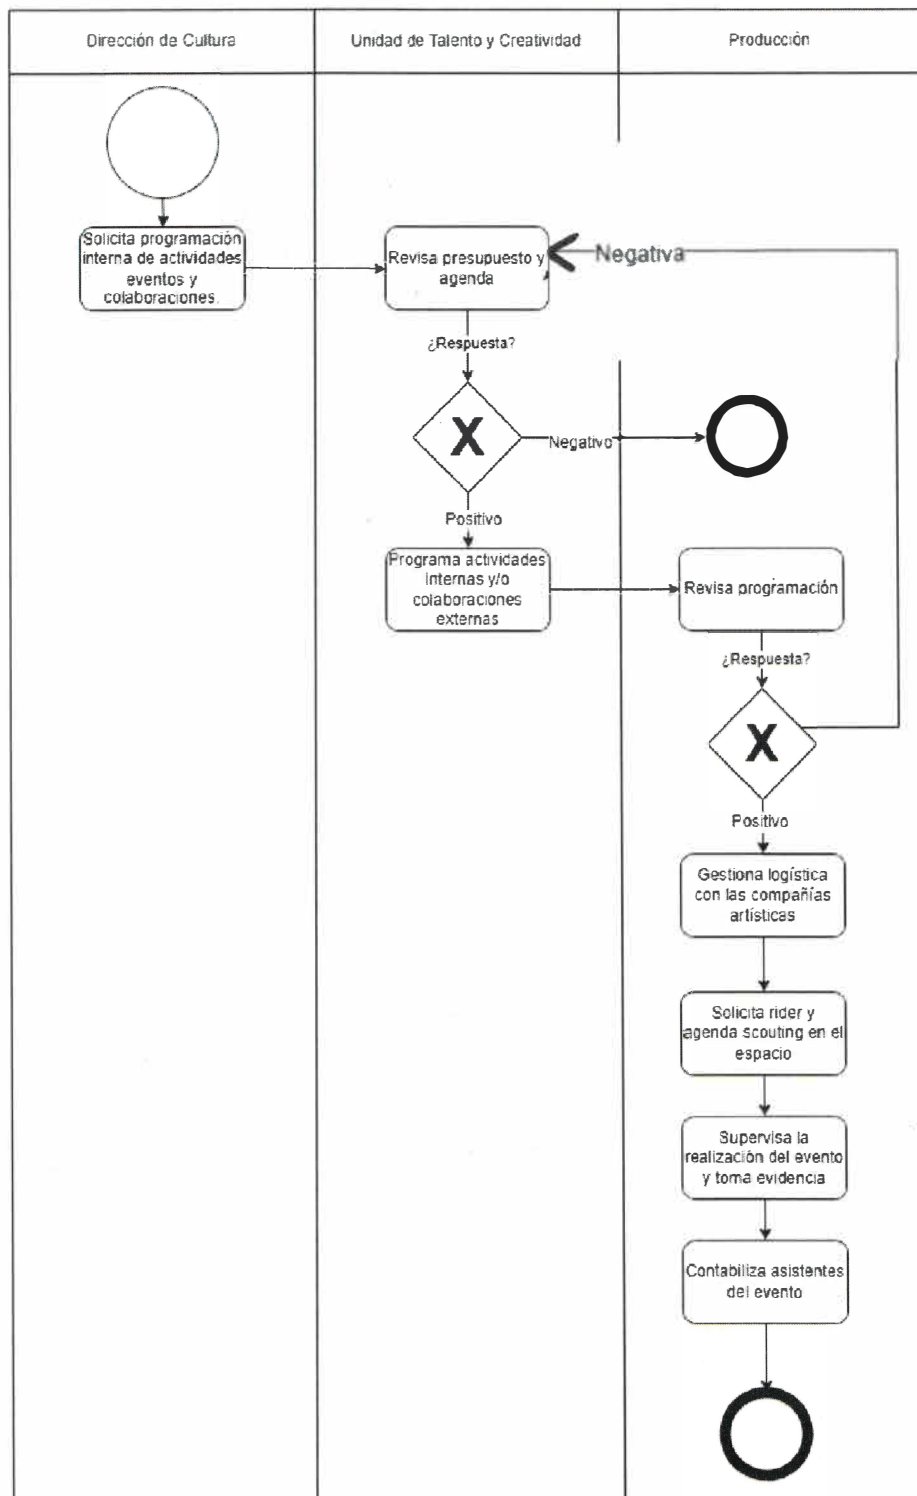 Dirección de Cultura
Unidad de Talento y Creatividad
Producción
Solicita programación
interna de actividades
eventos y
colaboraciones.
Revisa presupuesto y
agenda
Negativa
¿Respuesta?
X
Negativo
Positivo
Programa actividades
internas y/o
colaboraciones
externas
Revisa programación
¿Respuesta?
X
Positivo
Gestiona logística
con las compañías
artísticas
Solicita rider y
agenda scouting en el
espacio
Supervisa la
realización del evento
y toma evidencia
Contabiliza asistentes
del evento